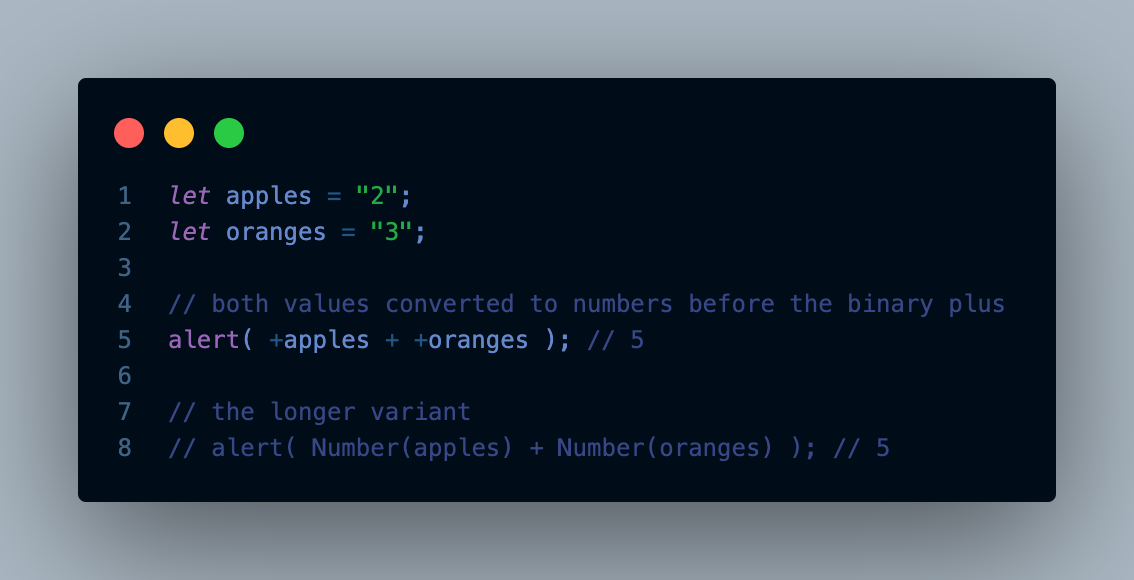 1 let apples = "2";
2 let oranges = "3";
3
4 // both values converted to numbers before the binary plus
5 alert( +apples + +oranges ); // 5
6
7 // the longer variant
8 // alert( Number(apples) + Number(oranges) ); // 5